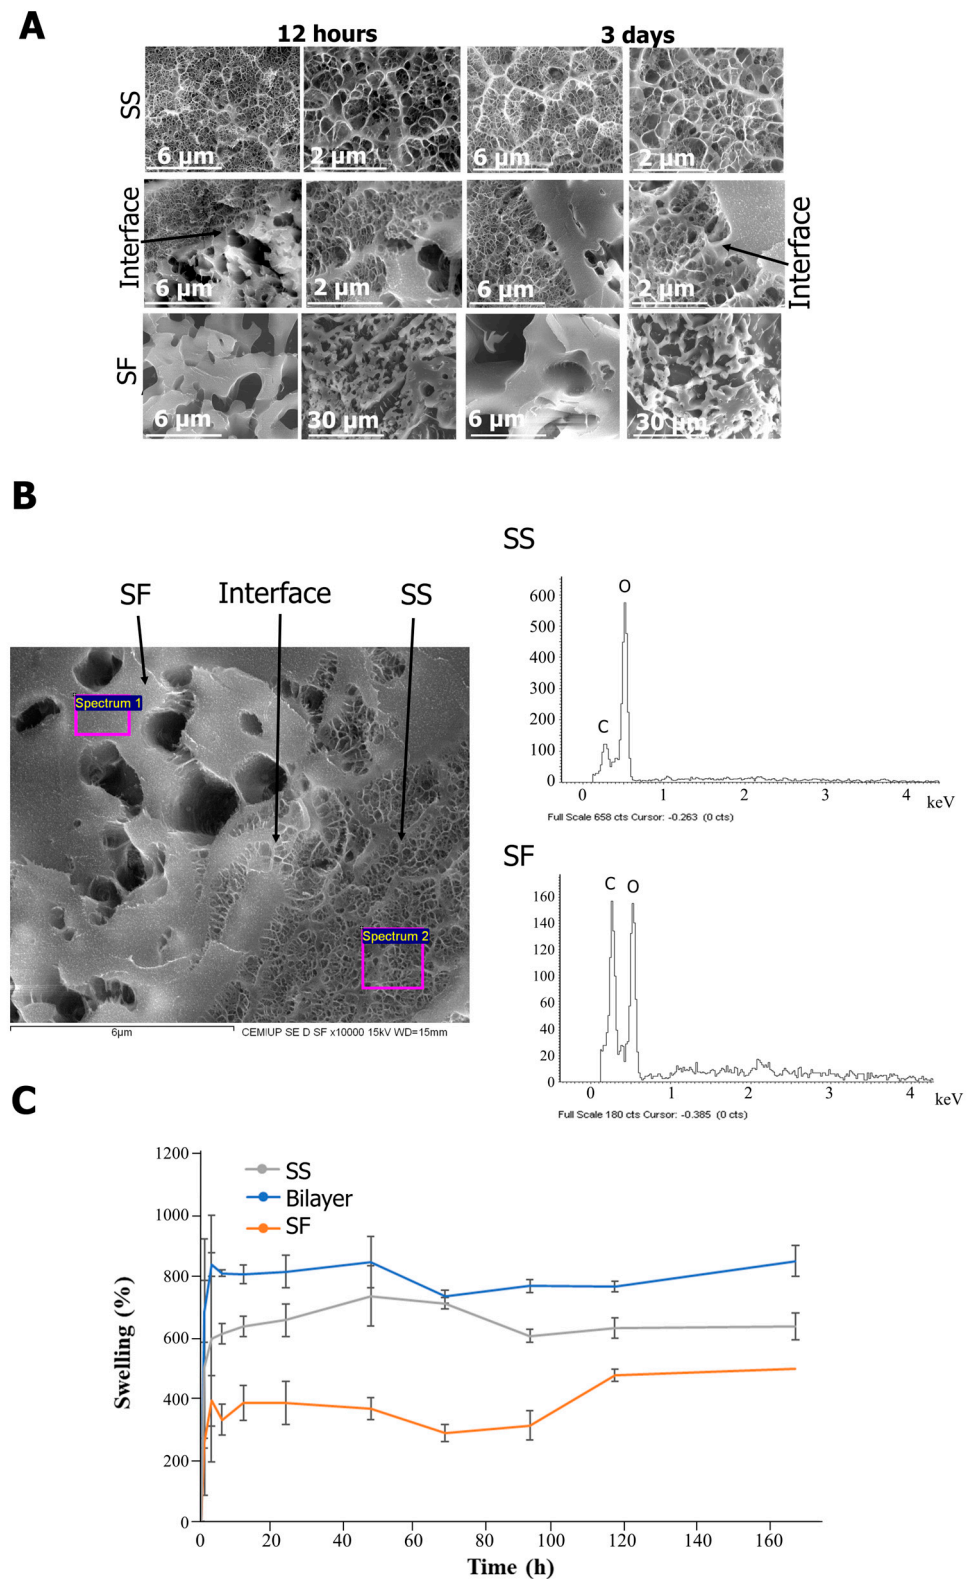 A
12 hours
3 days
SS
6 µm
2 µm
6 µm
2 µm
Interface
6 µm
2 µm
6 µm
2 µm
Interface
SF
6 µm
30 µm
6 µm
30 µm
B
SF
Interface
SS
Spectrum 1
Spectrum 2
6µm
CEM|UP SE D SF x10000 15kV WD=15mm
SS
600
500
400
300
200
100
0
C
O
0 1 2 3 4 keV
Full Scale 658 cts Cursor: -0.263 (0 cts)
SF
160
140
120
100
80
60
40
20
0
C O
0 1 2 3 4 keV
Full Scale 180 cts Cursor: -0.385 (0 cts)
C
Swelling (%)
1200
1000
800
600
400
200
0
SS
Bilayer
SF
0 20 40 60 80 100 120 140 160
Time (h)